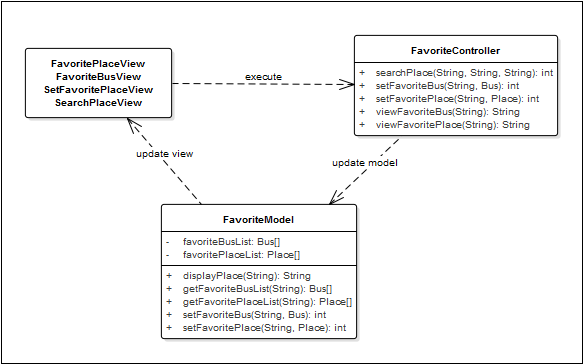 FavoritePlaceView
FavoriteBusView
SetFavoritePlaceView
SearchPlaceView
execute
FavoriteController
+ searchPlace(String, String, String): int
+ setFavoriteBus(String, Bus): int
+ setFavoritePlace(String, Place): int
+ viewFavoriteBus(String): String
+ viewFavoritePlace(String): String
update view
update model
FavoriteModel
- favoriteBusList: Bus[]
- favoritePlaceList: Place[]
+ displayPlace(String): String
+ getFavoriteBusList(String): Bus[]
+ getFavoritePlaceList(String): Place[]
+ setFavoriteBus(String, Bus): int
+ setFavoritePlace(String, Place): int